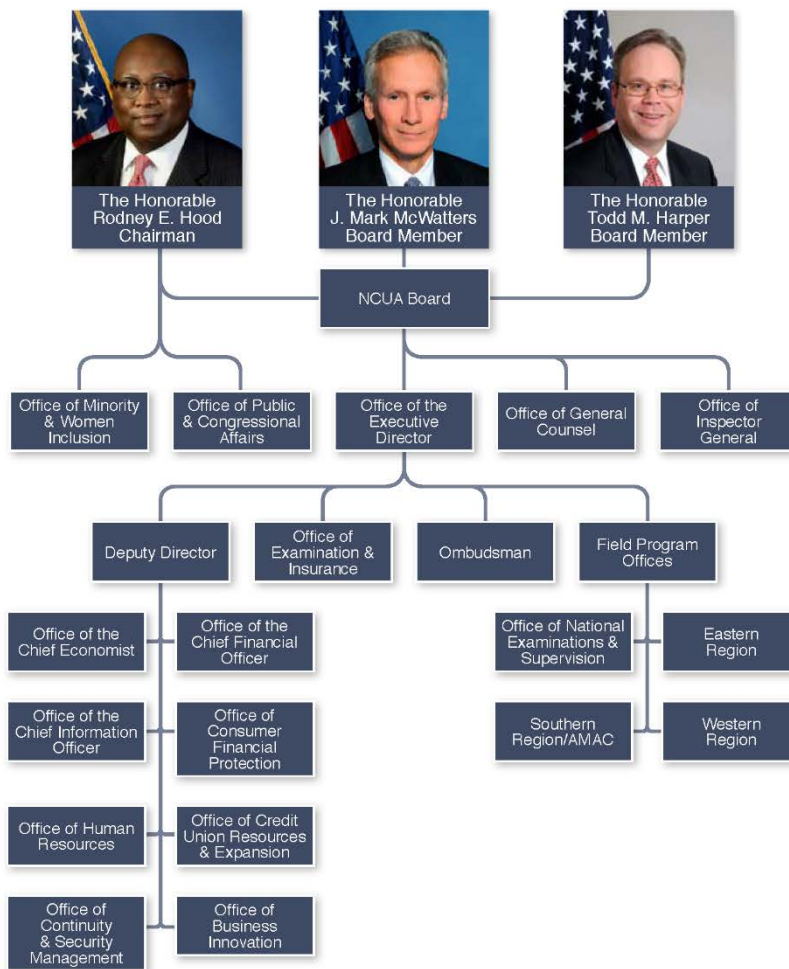 The Honorable
Rodney E. Hood
Chairman
The Honorable
J. Mark McWatters
Board Member
The Honorable
Todd M. Harper
Board Member
NCUA Board
Office of Minority
& Women
Inclusion
Office of Public
& Congressional
Affairs
Office of the
Executive
Director
Office of General
Counsel
Office of
Inspector
General
Deputy Director
Office of
Examination &
Insurance
Ombudsman
Field Program
Offices
Office of the
Chief Economist
Office of the
Chief Financial
Officer
Office of National
Examinations &
Supervision
Eastern
Region
Office of the
Chief Information
Officer
Office of
Consumer
Financial
Protection
Southern
Region/AMAC
Western
Region
Office of Human
Resources
Office of Credit
Union Resources
& Expansion
Office of
Continuity
& Security
Management
Office of
Business
Innovation